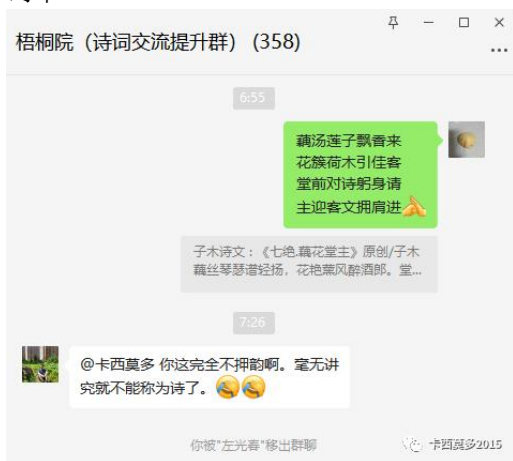 梧桐院（诗词交流提升群）(358)
6:55
藕汤莲子飘香来
花簇荷木引佳客
堂前对诗躬身请
主迎客文拥肩进
子木诗文：《七绝.藕花堂主》原创/子木
藕丝琴瑟谱轻扬，花艳薰风醉酒郎。堂...
7:26
@卡西莫多 你这完全不押韵啊。毫无讲
究就不能称为诗了。
你被"左光春"移出群聊
卡西莫多2015